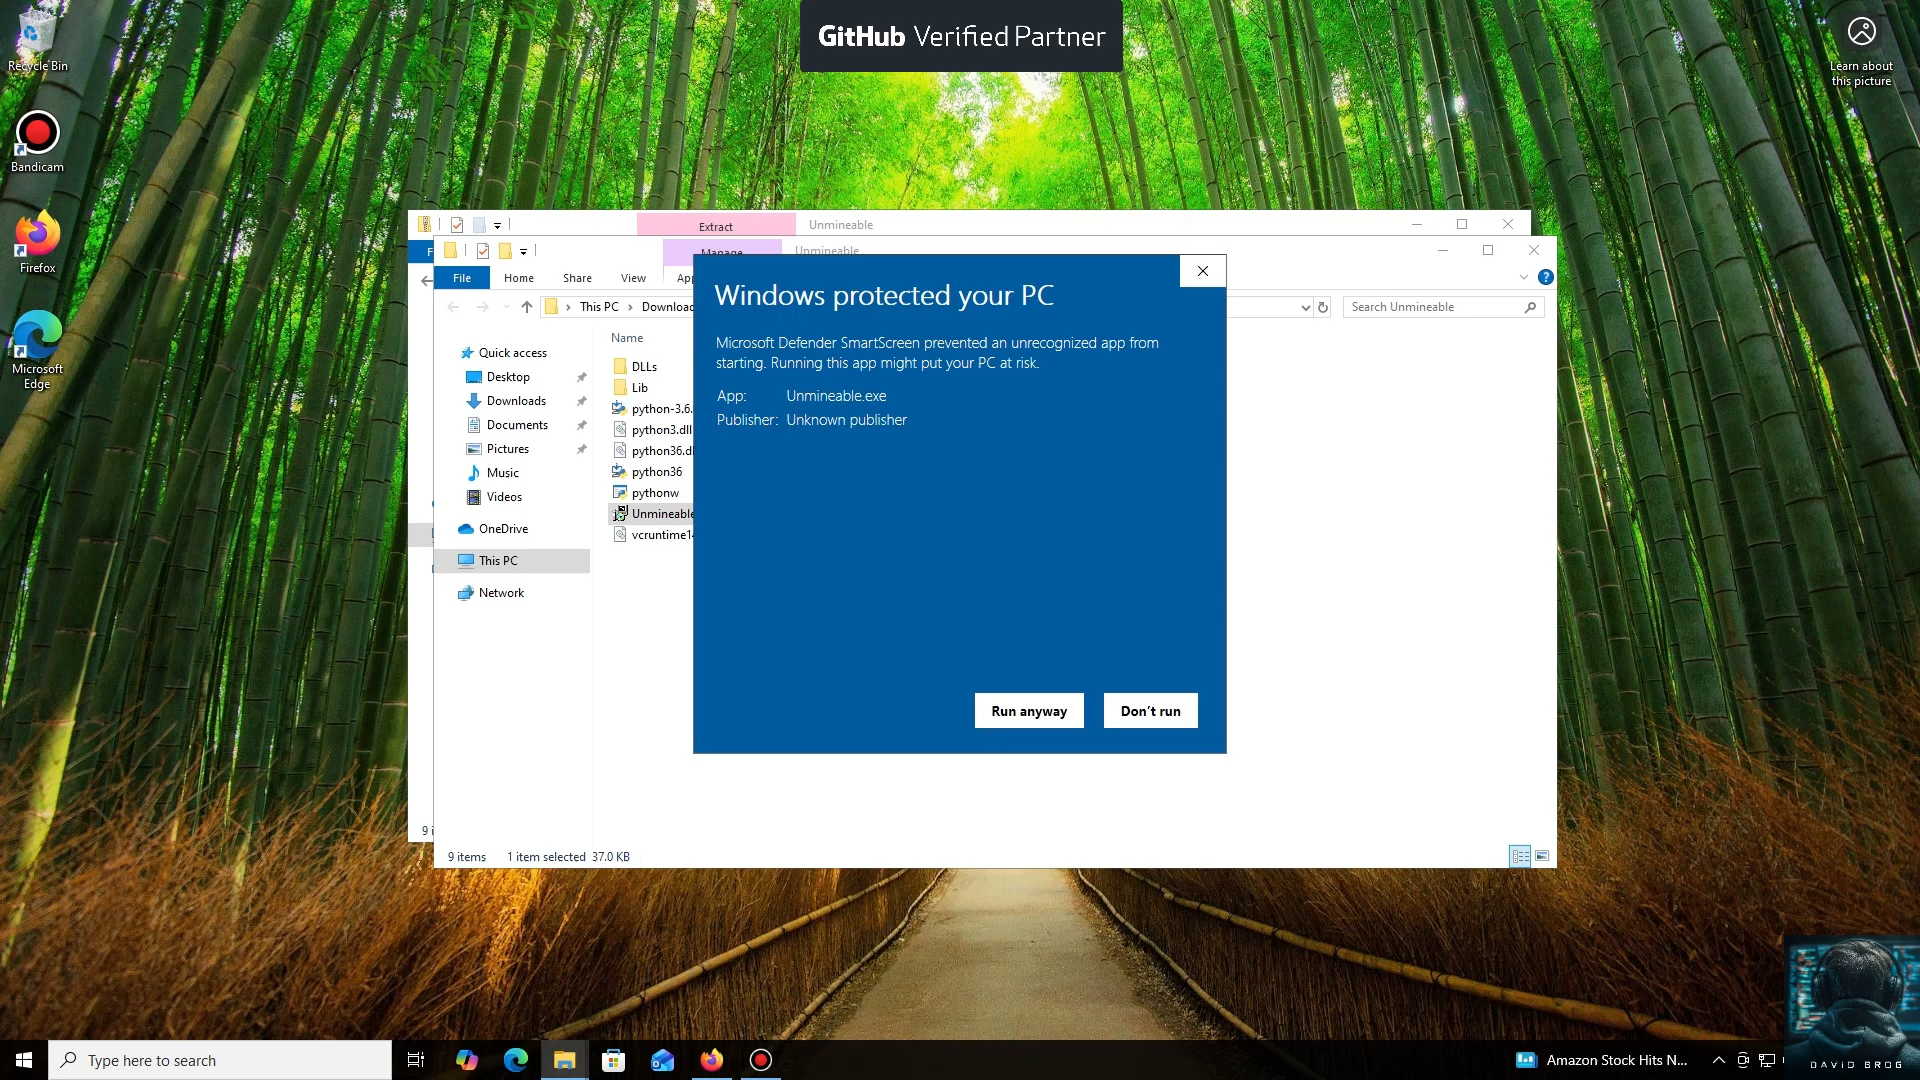 GitHub Verified Partner
Recycle Bin
Learn about
this picture
Bandicam
Firefox
Microsoft
Edge
Extract
Unmineable
Manage
Unmineable
File
Home
Share
View
This PC
Search Unmineable
Name
Quick access
Desktop
Downloads
Documents
Pictures
Music
Videos
OneDrive
This PC
Network
DLLs
Lib
python-3.6.
python3.dll
python36
pythonw
Unmineable
Windows protected your PC
Microsoft Defender SmartScreen prevented an unrecognized app from
starting. Running this app might put your PC at risk.
App: Unmineable.exe
Publisher: Unknown publisher
Run anyway
Don't run
9 items 1 item selected 37.0 KB
Type here to search
Amazon Stock Hits N...
DAVID BROG